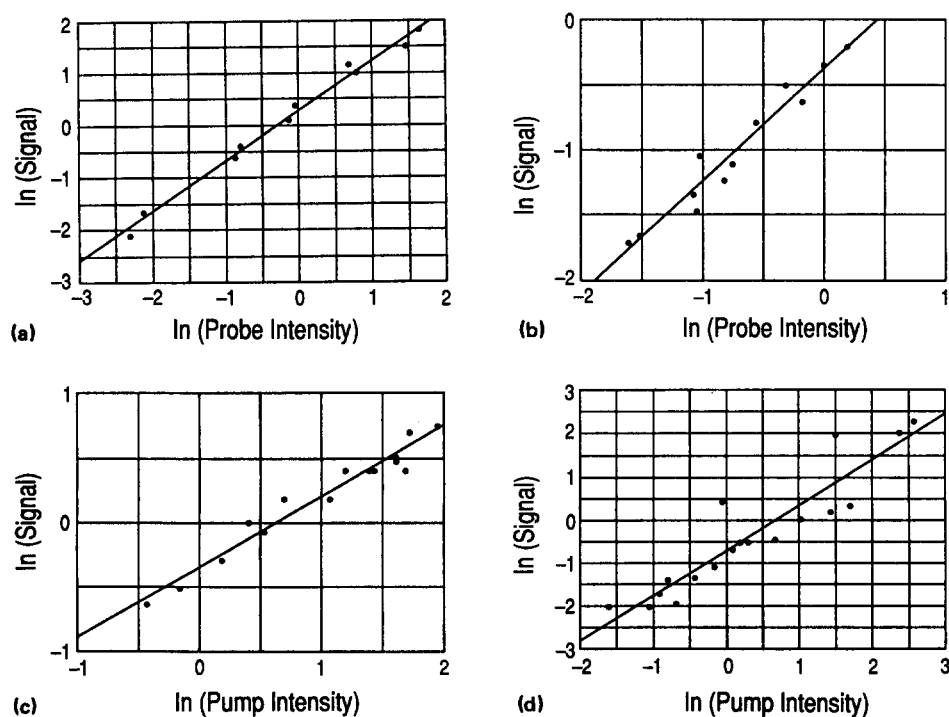 2
1
0
−1
−2
−3
ln (Signal)
−3 −2 −1 0 1 2
(a) ln (Probe Intensity)
0
−1
−2
ln (Signal)
−1 0 1
(b) ln (Probe Intensity)
1
0
−1
ln (Signal)
−1 0 1 2
(c) ln (Pump Intensity)
3
2
1
0
−1
−2
−3
ln (Signal)
−2 −1 0 1 2 3
(d) ln (Pump Intensity)